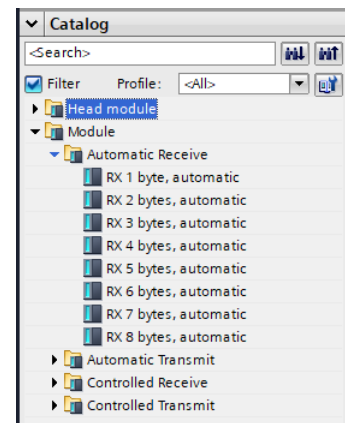 Catalog
<Search>
Filter Profile: <All>
Head module
Module
Automatic Receive
RX 1 byte, automatic
RX 2 bytes, automatic
RX 3 bytes, automatic
RX 4 bytes, automatic
RX 5 bytes, automatic
RX 6 bytes, automatic
RX 7 bytes, automatic
RX 8 bytes, automatic
Automatic Transmit
Controlled Receive
Controlled Transmit